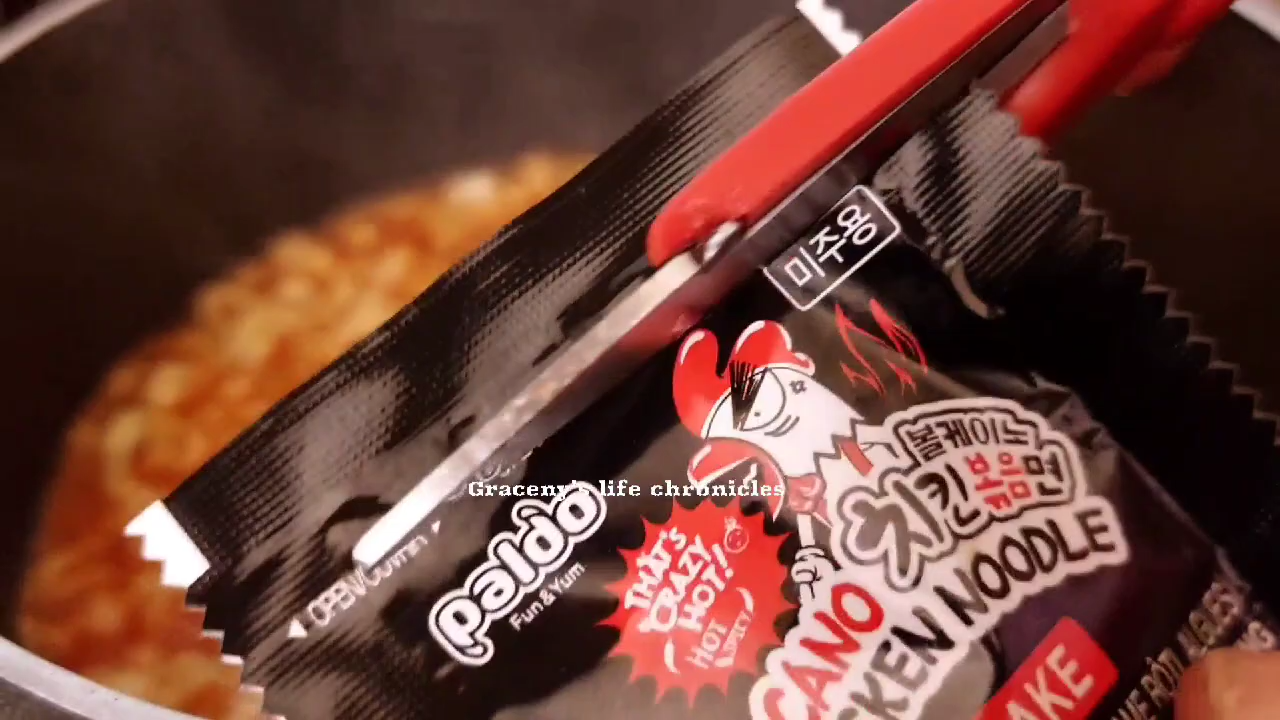 미주용
Graceny's life chronicles
OPEN
paldo
Fun & Yum
THAT'S
CRAZY
HOT!
HOT
볼케이노
치킨볶음면
CANO
CKEN NOODLE
AKE